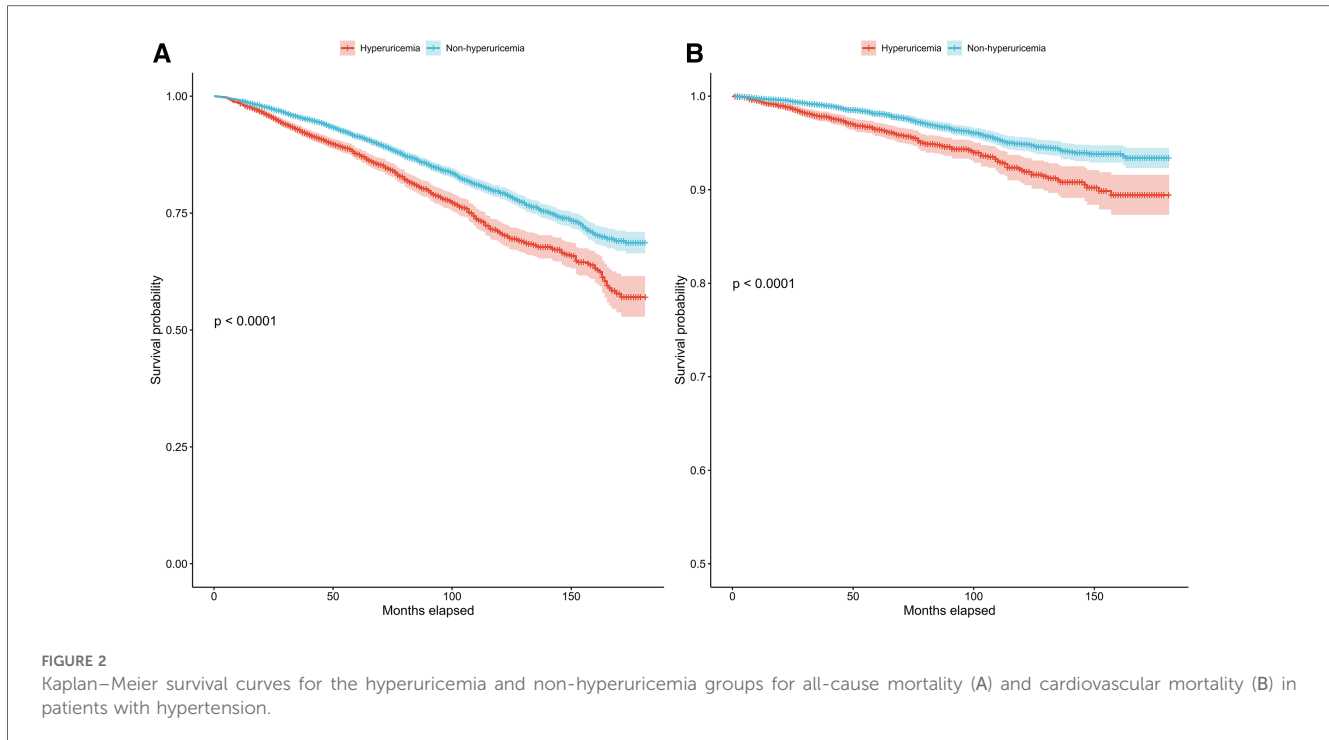 A
Hyperuricemia Non-hyperuricemia
1.00
0.75
0.50
0.25
0.00
Survival probability
p < 0.0001
0 50 100 150
Months elapsed
B
Hyperuricemia Non-hyperuricemia
1.0
0.9
0.8
0.7
0.6
0.5
Survival probability
p < 0.0001
0 50 100 150
Months elapsed
FIGURE 2
Kaplan–Meier survival curves for the hyperuricemia and non-hyperuricemia groups for all-cause mortality (A) and cardiovascular mortality (B) in
patients with hypertension.